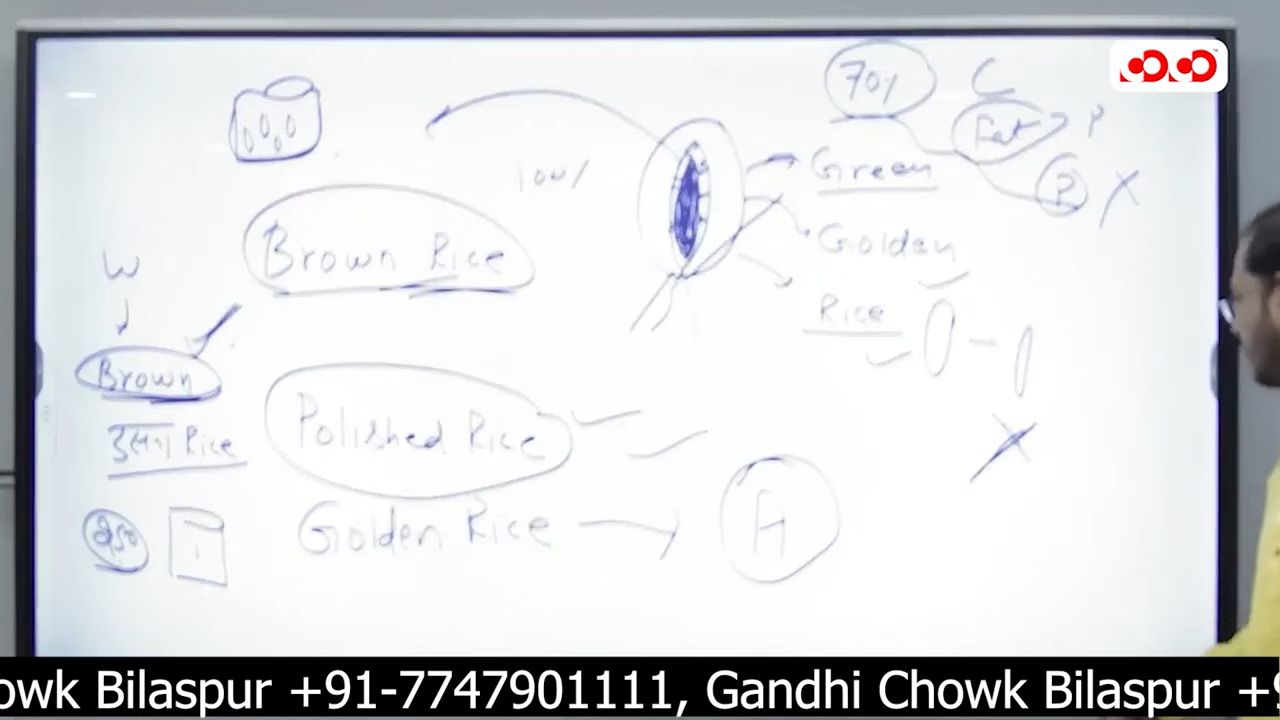 70%
C
Fat
P
P
Green
100%
Golden
Brown Rice
W
Rice
Brown
Polished Rice
उसना Rice
Golden Rice
A
owk Bilaspur +91-7747901111, Gandhi Chowk Bilaspur +9